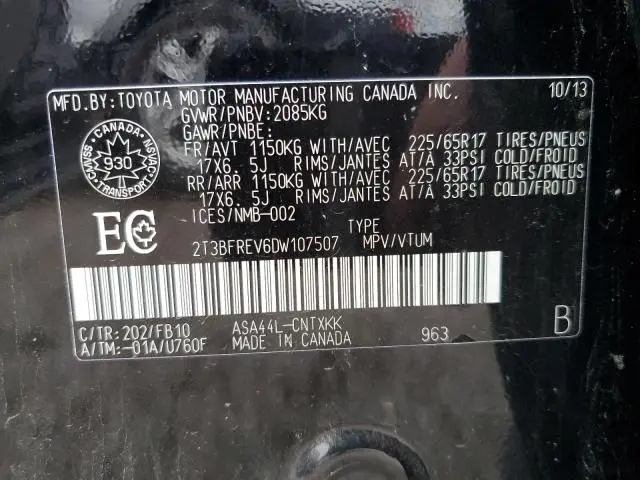 MFD.BY: TOYOTA MOTOR MANUFACTURING CANADA INC. 10/13
GVWR/PNBV: 2085KG
GAWR/PNBE:
FR/AVT 1150KG WITH/AVEC 225/65R17 TIRES/PNEUS
17X6.5J RIMS/JANTES AT/À 33PSI COLD/FROID
RR/ARR 1150KG WITH/AVEC 225/65R17 TIRES/PNEUS
17X6.5J RIMS/JANTES AT/À 33PSI COLD/FROID
ICES/NMB-002
CANADA
CMVSS
NSVAC
930
TRANSPORT
EC
TYPE
2T3BFREV6DW107507 MPV/VTUM
C/TR: 202/FB10 ASA44L-CNTXKK
A/TM: -01A/U760F MADE IN CANADA 963 B